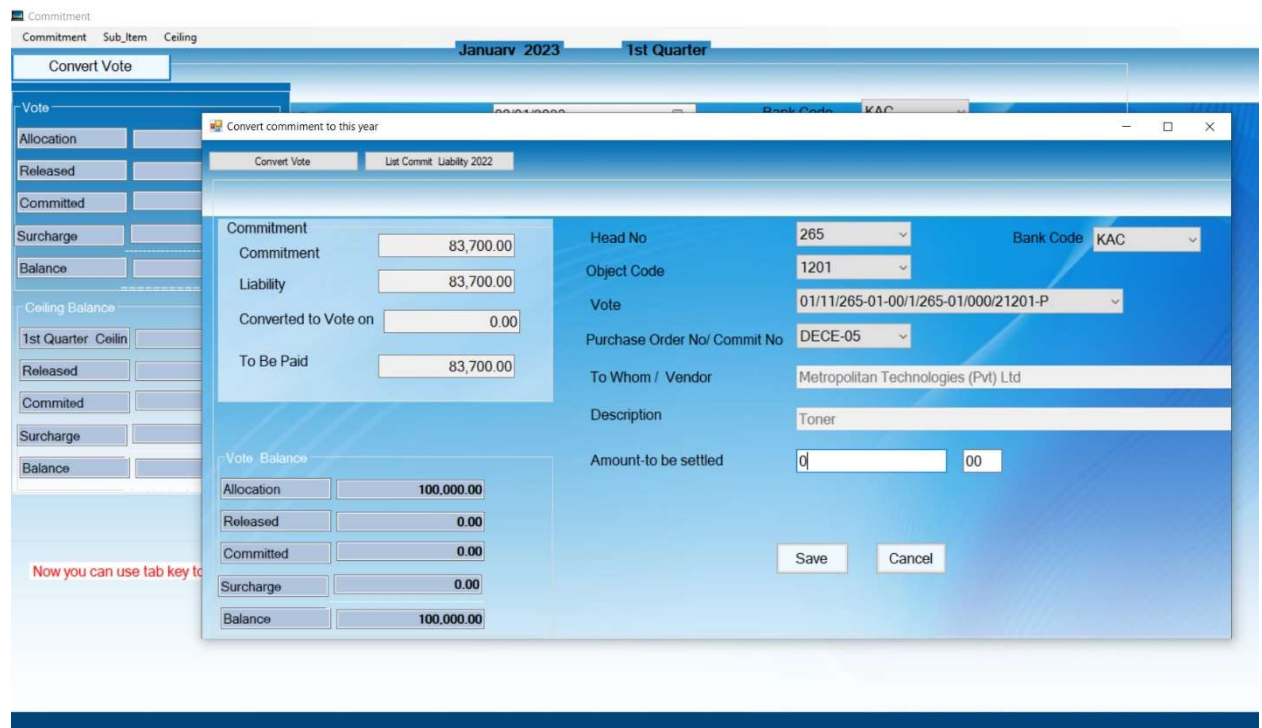 Commitment
Commitment Sub_Item Ceiling
January 2023 1st Quarter
Convert Vote
Vote
Bank Code KAC
Allocation
Released
Committed
Surcharge
Balance
Ceiling Balance
1st Quarter Ceilin
Released
Commited
Surcharge
Balance
Now you can use tab key to
Convert commiment to this year
Convert Vote List Commit Liability 2022
Commitment
Commitment 83,700.00
Liability 83,700.00
Converted to Vote on 0.00
To Be Paid 83,700.00
Vote Balance
Allocation 100,000.00
Released 0.00
Committed 0.00
Surcharge 0.00
Balance 100,000.00
Head No 265 Bank Code KAC
Object Code 1201
Vote 01/11/265-01-00/1/265-01/000/21201-P
Purchase Order No/ Commit No DECE-05
To Whom / Vendor Metropolitan Technologies (Pvt) Ltd
Description Toner
Amount-to be settled 0 00
Save Cancel